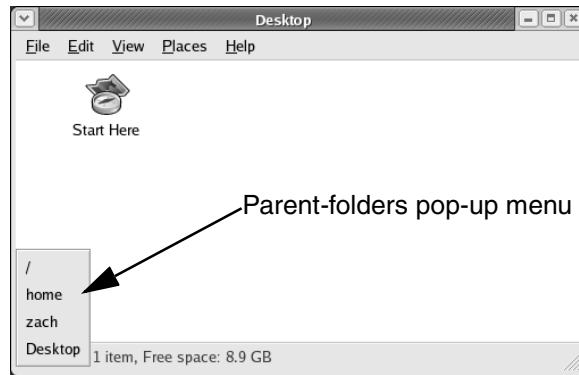 Desktop
File Edit View Places Help
Start Here
Parent-folders pop-up menu
/
home
zach
Desktop
1 item, Free space: 8.9 GB